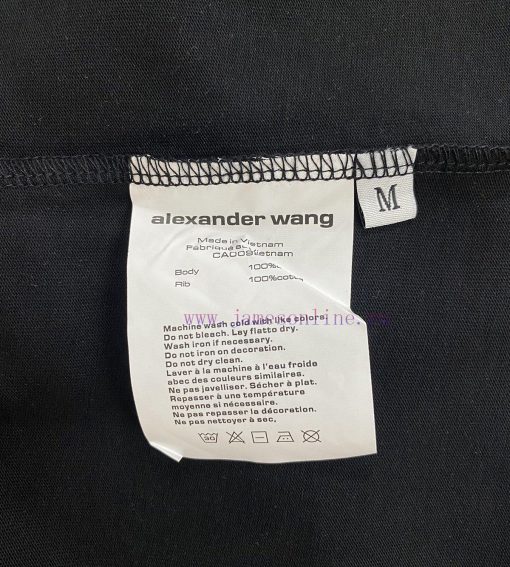 alexander wang
M
Made in Vietnam
CA009
Body 100%
Rib 100%
Machine wash cold with like colors.
Do not bleach. Lay flatto dry.
Wash iron if necessary.
Do not iron on decoration.
Do not dry clean.
Laver à la machine à l'eau froide
abec des couleurs similaires.
Ne pas javelliser. Sécher à plat.
Repasser à une température
moyenne si nécessaire.
Ne pas repasser la décoration.
Ne pas nettoyer à sec.
30